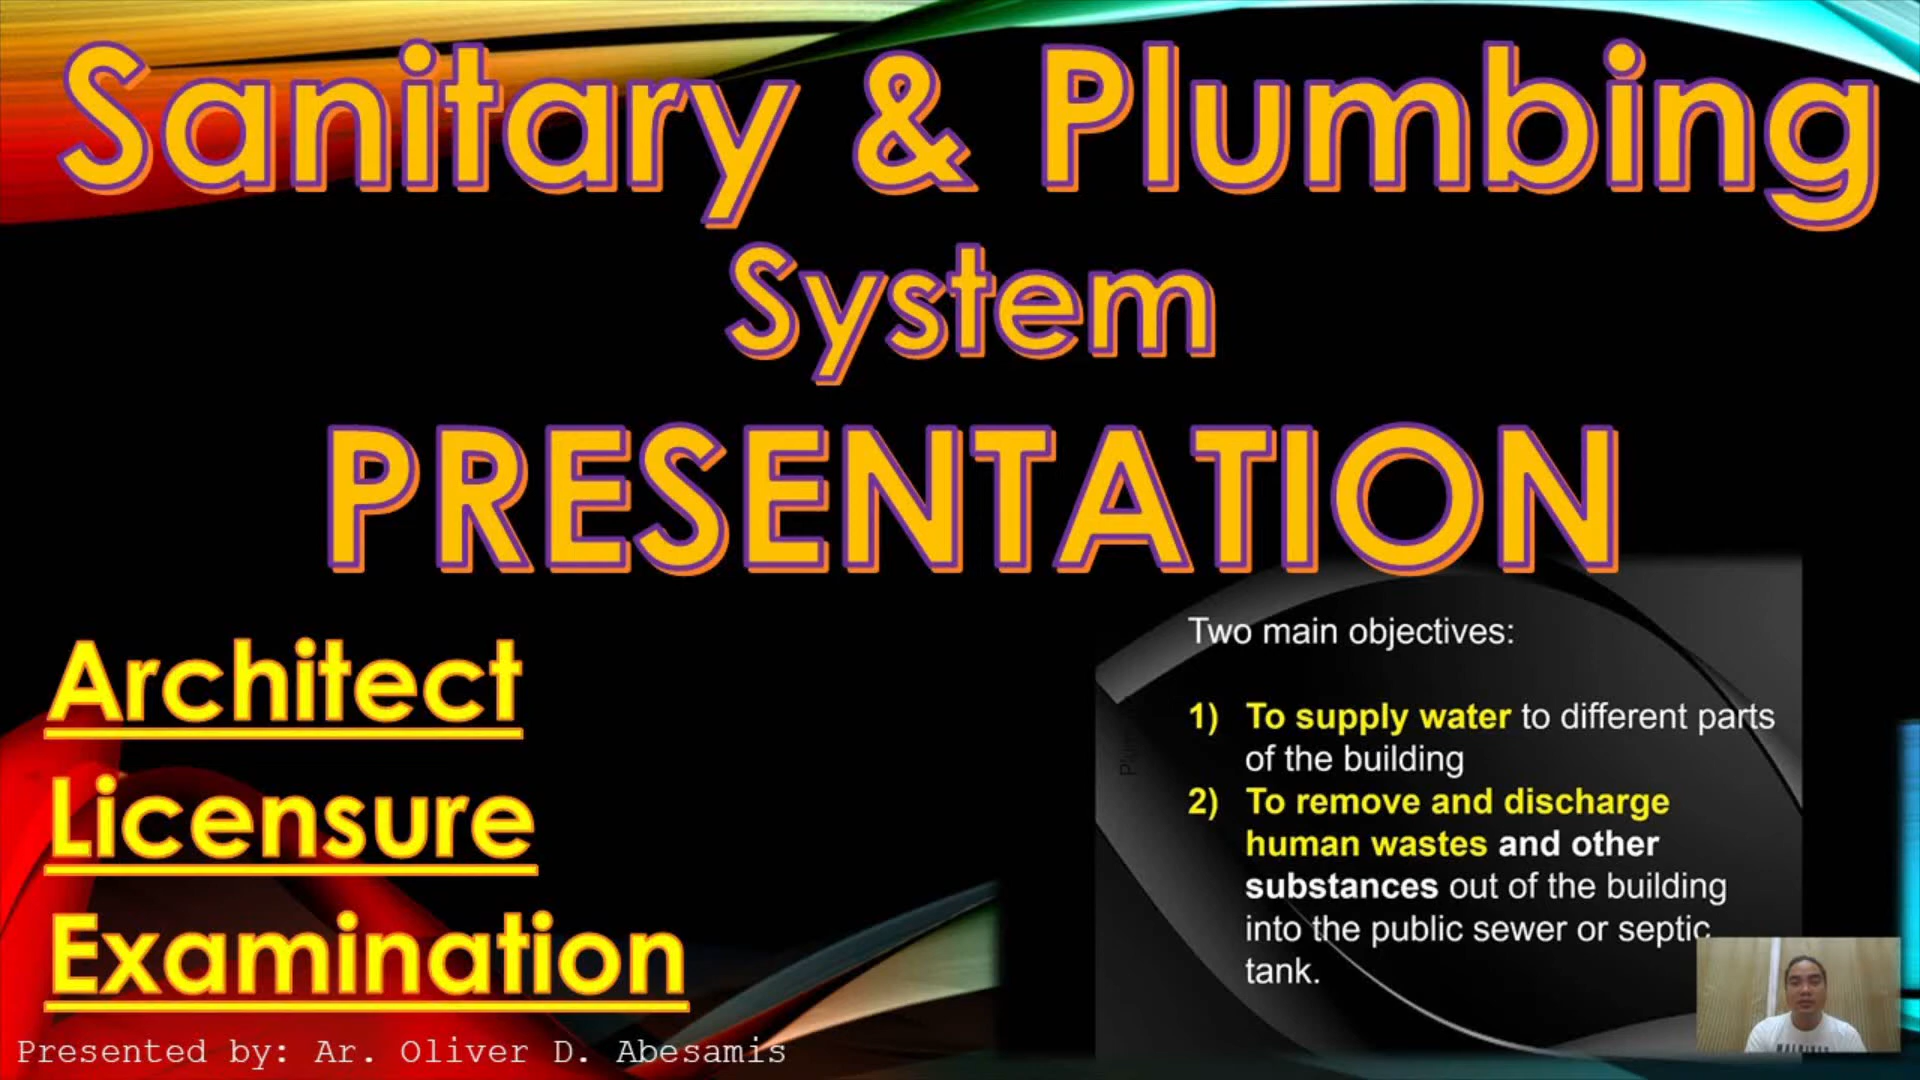 Sanitary & Plumbing
System
PRESENTATION
Architect
Licensure
Examination
Presented by: Ar. Oliver D. Abesamis
Two main objectives:
1) To supply water to different parts
of the building
2) To remove and discharge
human wastes and other
substances out of the building
into the public sewer or septic
tank.